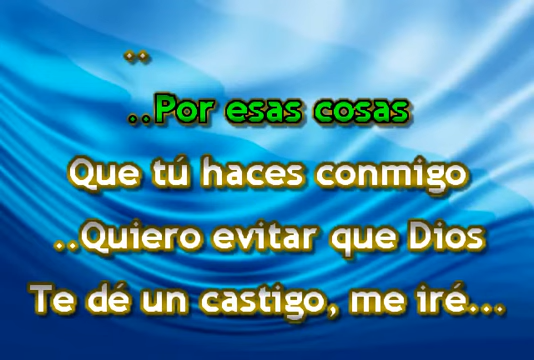 ..
..Por esas cosas
Que tú haces conmigo
..Quiero evitar que Dios
Te dé un castigo, me iré...